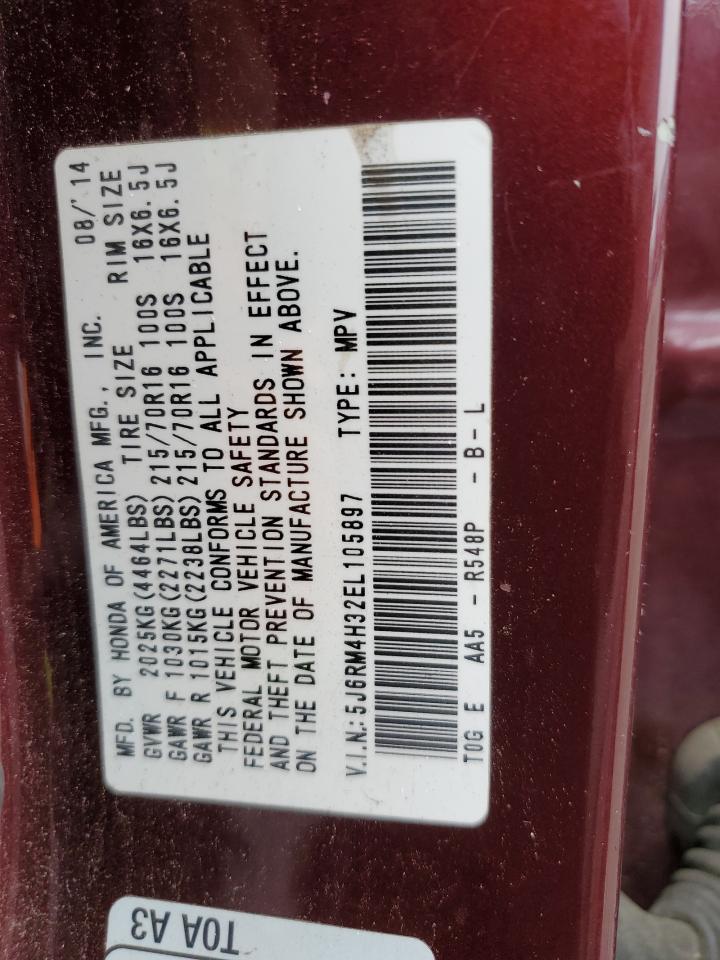 MFD. BY HONDA OF AMERICA MFG., INC. 08/'14
GVWR 2025KG(4464LBS) TIRE SIZE RIM SIZE
GAWR F 1030KG(2271LBS) 215/70R16 100S 16X6.5J
GAWR R 1015KG(2238LBS) 215/70R16 100S 16X6.5J
THIS VEHICLE CONFORMS TO ALL APPLICABLE
FEDERAL MOTOR VEHICLE SAFETY
AND THEFT PREVENTION STANDARDS IN EFFECT
ON THE DATE OF MANUFACTURE SHOWN ABOVE.
V.I.N.: 5J6RM4H32EL105897 TYPE: MPV
TOG E AA5 - R548P - B - L
TOA A3